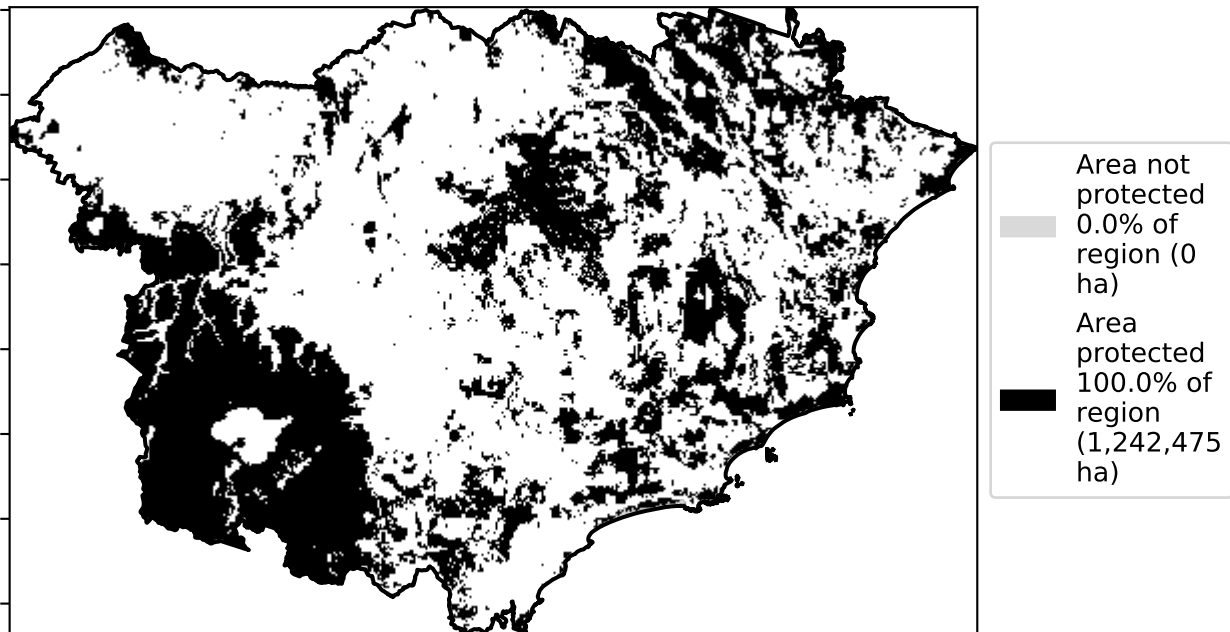 Area not
protected
0.0% of
region (0
ha)
Area
protected
100.0% of
region
(1,242,475
ha)